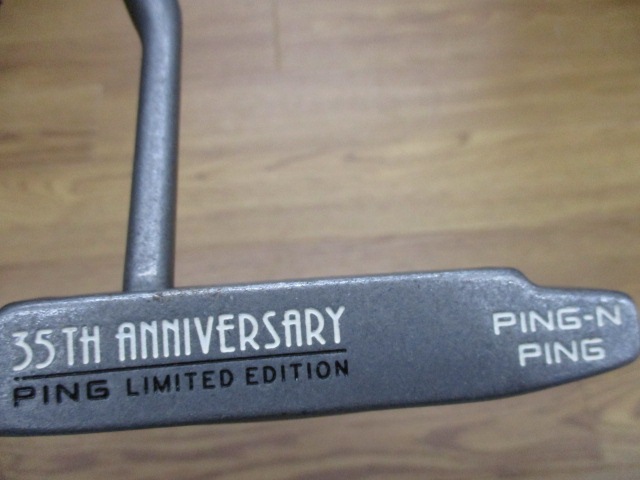 35TH ANNIVERSARY
PING LIMITED EDITION
PING-N
PING